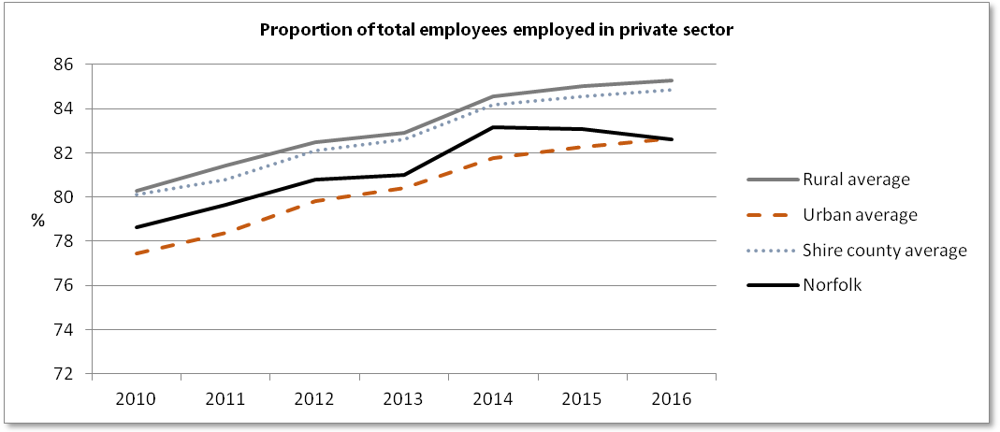 Proportion of total employees employed in private sector
86
84
82
80
78
76
74
72
%
2010 2011 2012 2013 2014 2015 2016
Rural average
Urban average
Shire county average
Norfolk